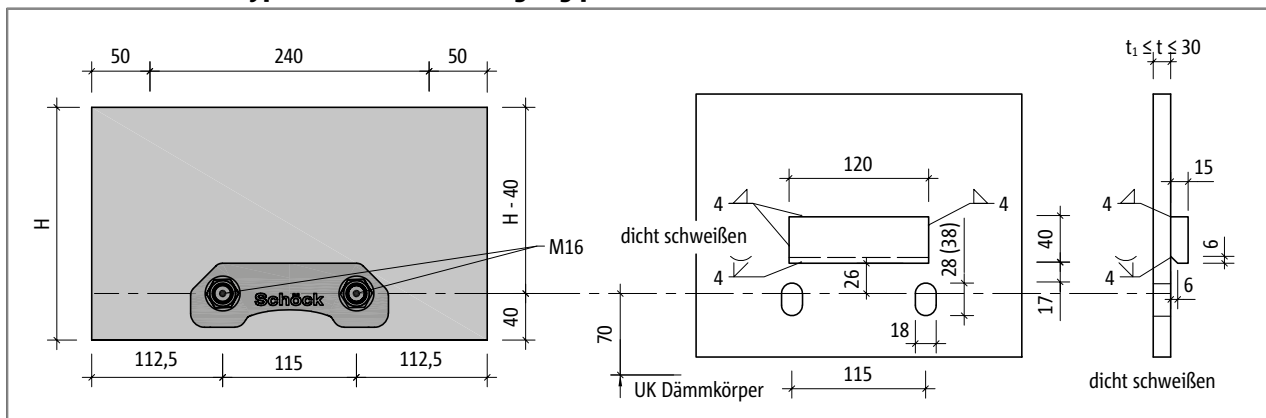 50
240
50
H
H - 40
40
M16
Schöck
112,5
115
112,5
120
4
4
dicht schweißen
4
26
28 (38)
18
70
UK Dämmkörper
115
40
17
t₁ ≤ t ≤ 30
15
4
6
4
6
dicht schweißen